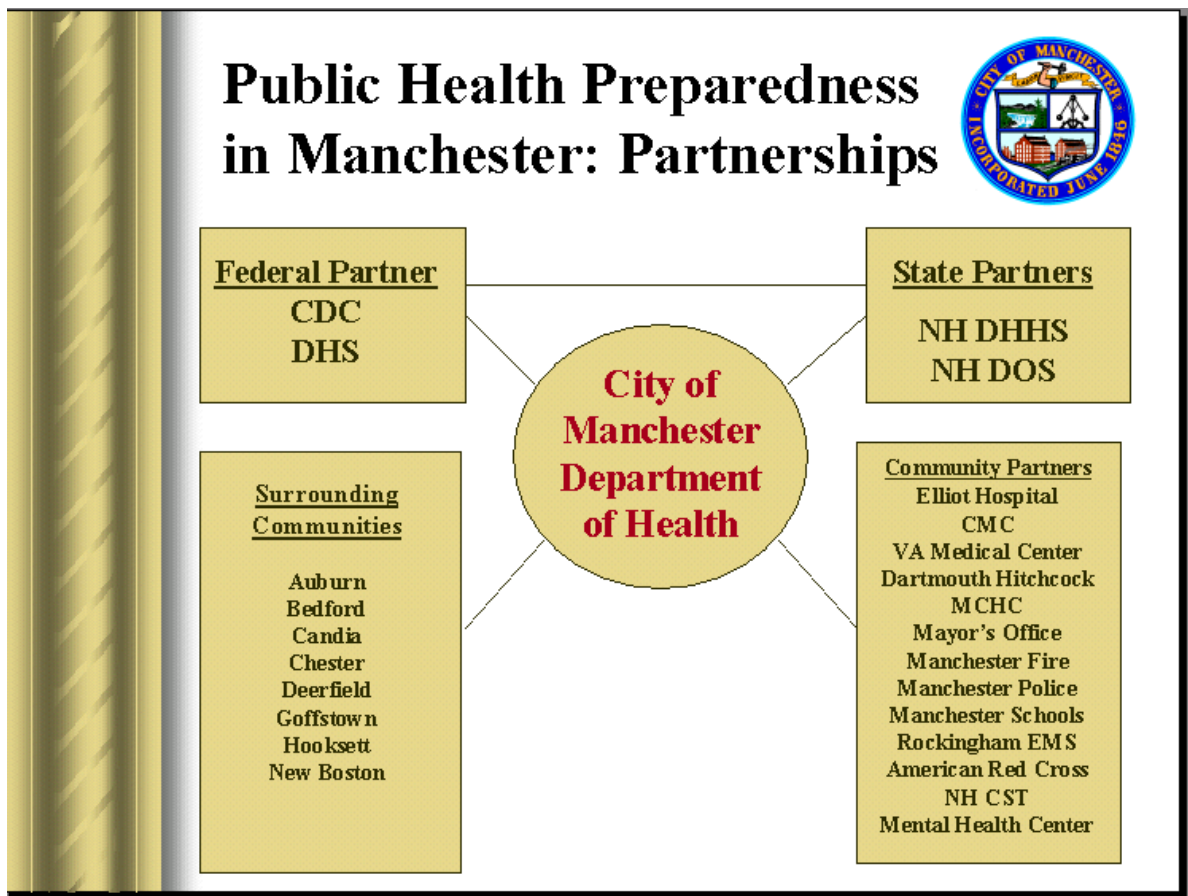 Public Health Preparedness
in Manchester: Partnerships
CITY OF MANCHESTER
INCORPORATED JUNE 1846
Federal Partner
CDC
DHS
State Partners
NH DHHS
NH DOS
City of
Manchester
Department
of Health
Surrounding
Communities
Auburn
Bedford
Candia
Chester
Deerfield
Goffstown
Hooksett
New Boston
Community Partners
Elliot Hospital
CMC
VA Medical Center
Dartmouth Hitchcock
MCHC
Mayor's Office
Manchester Fire
Manchester Police
Manchester Schools
Rockingham EMS
American Red Cross
NH CST
Mental Health Center